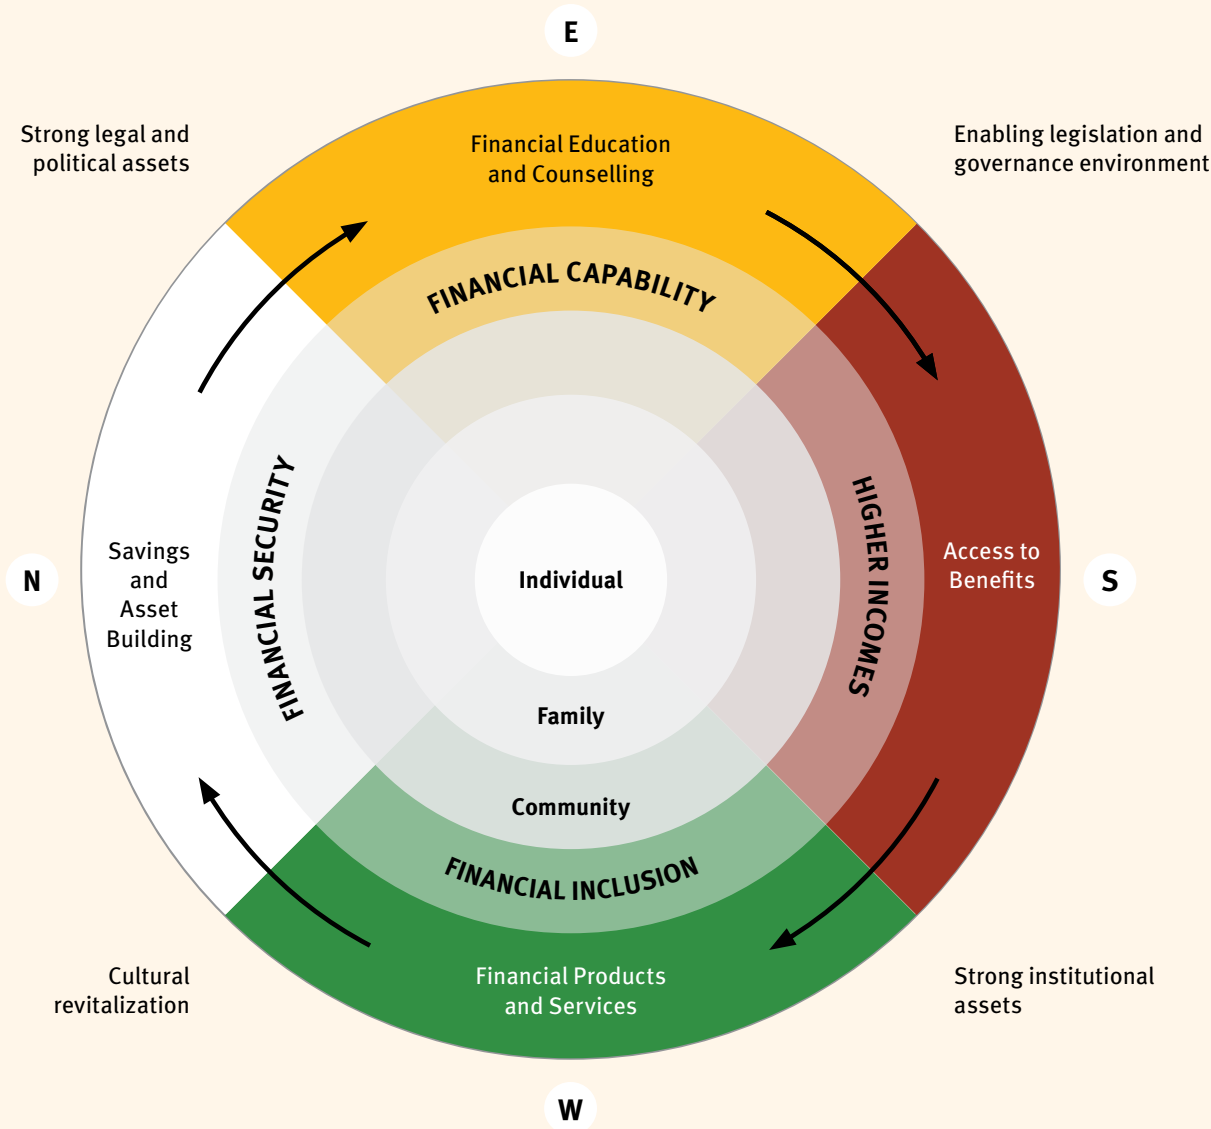 E
Strong legal and
political assets
Financial Education
and Counselling
Enabling legislation and
governance environment
FINANCIAL CAPABILITY
N
Savings
and
Asset
Building
FINANCIAL SECURITY
Individual
HIGHER INCOMES
Access to
Benefits
S
Family
Community
FINANCIAL INCLUSION
Cultural
revitalization
Financial Products
and Services
Strong institutional
assets
W